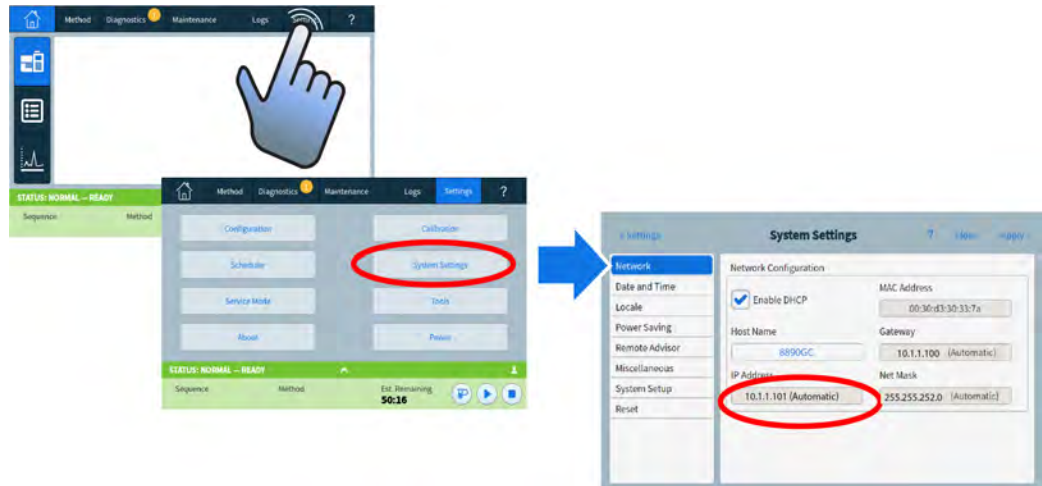 Method Diagnostics Maintenance Logs Settings ?
STATUS: NORMAL — READY
Sequence Method
Method Diagnostics Maintenance Logs Settings ?
Configuration Calibration
Scheduler System Settings
Service Mode Tools
About Power
STATUS: NORMAL — READY
Sequence Method Est. Remaining
50:16
< Settings System Settings ? Close Apply
Network
Date and Time
Locale
Power Saving
Remote Advisor
Miscellaneous
System Setup
Reset
Network Configuration
Enable DHCP
MAC Address
00:30:d3:30:33:7a
Host Name
8890GC
Gateway
10.1.1.100 (Automatic)
IP Address
10.1.1.101 (Automatic)
Net Mask
255.255.252.0 (Automatic)